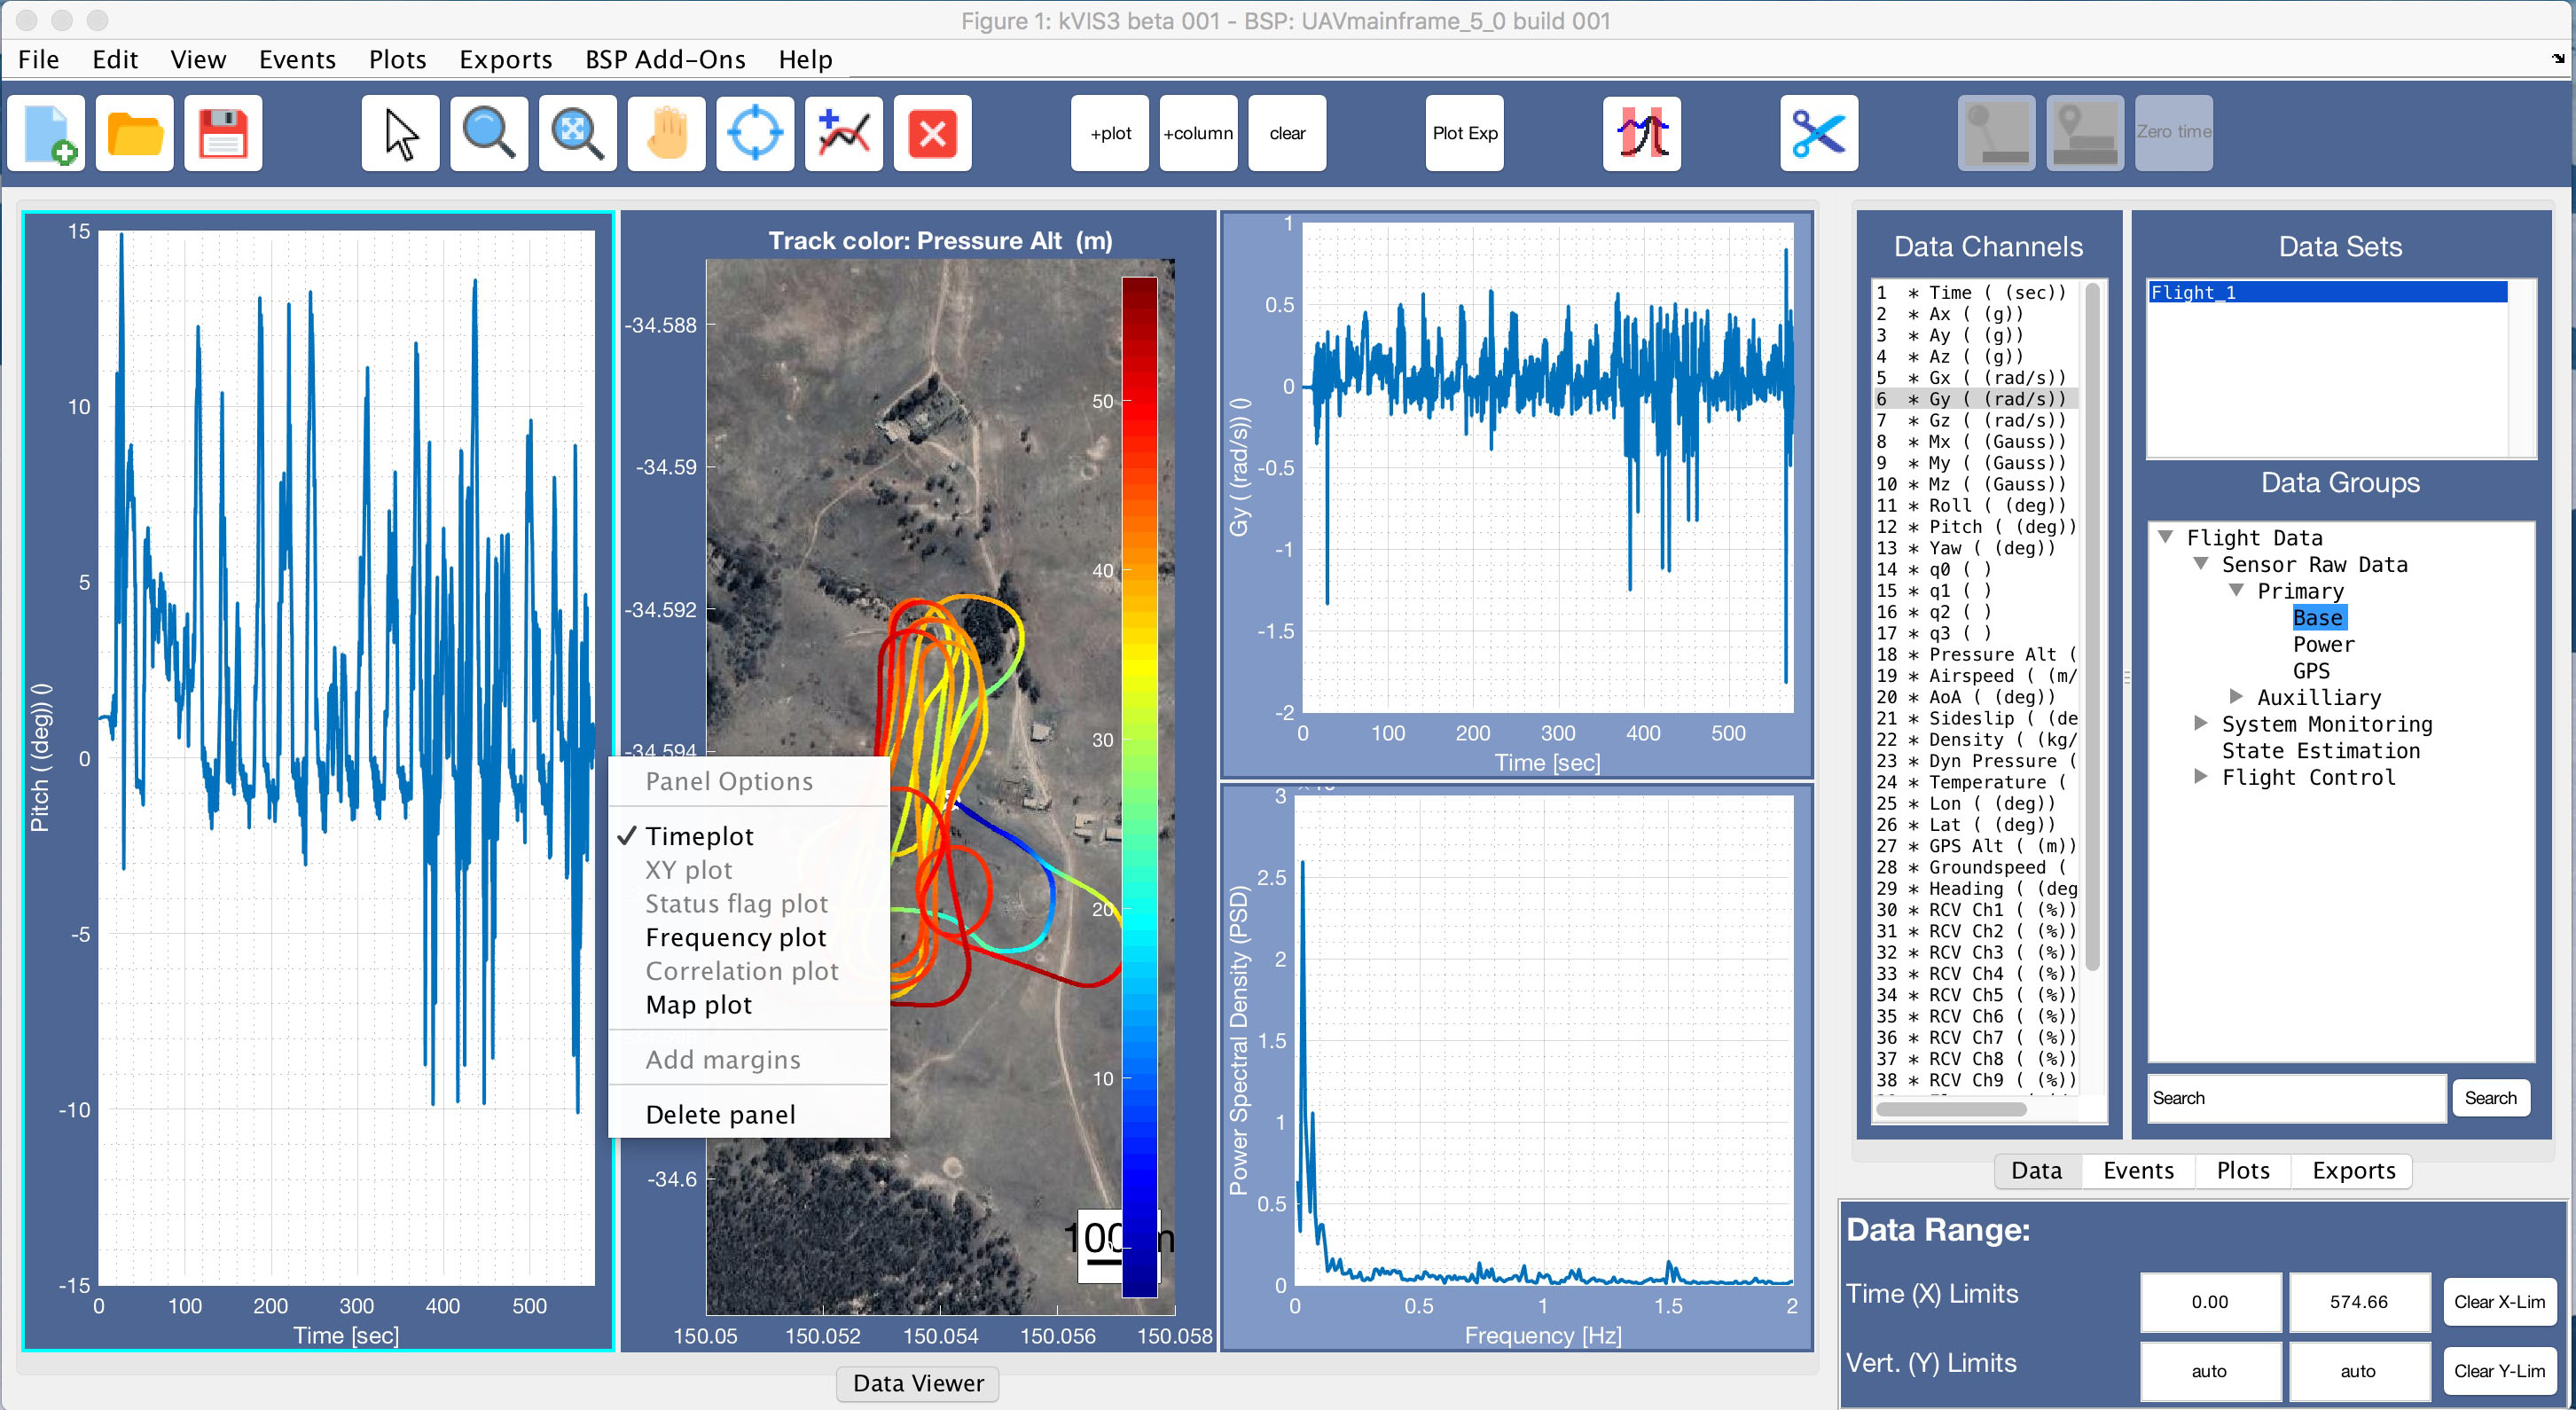 Figure 1: kVIS3 beta 001 - BSP: UAVmainframe_5_0 build 001
File Edit View Events Plots Exports BSP Add-Ons Help
+plot +column clear Plot Exp Zero time
15
10
5
0
-5
-10
-15
Pitch ( (deg)) ()
0 100 200 300 400 500
Time [sec]
Track color: Pressure Alt (m)
-34.588
-34.59
-34.592
-34.594
-34.6
50
40
30
20
10
0
100 m
150.05 150.052 150.054 150.056 150.058
Panel Options
✓ Timeplot
XY plot
Status flag plot
Frequency plot
Correlation plot
Map plot
Add margins
Delete panel
1
0.5
0
-0.5
-1
-1.5
-2
Gy ( (rad/s)) ()
0 100 200 300 400 500
Time [sec]
3
2.5
2
1.5
1
0.5
0
Power Spectral Density (PSD)
0 0.5 1 1.5 2
Frequency [Hz]
Data Viewer
Data Channels
1 * Time ( (sec))
2 * Ax ( (g))
3 * Ay ( (g))
4 * Az ( (g))
5 * Gx ( (rad/s))
6 * Gy ( (rad/s))
7 * Gz ( (rad/s))
8 * Mx ( (Gauss))
9 * My ( (Gauss))
10 * Mz ( (Gauss))
11 * Roll ( (deg))
12 * Pitch ( (deg))
13 * Yaw ( (deg))
14 * q0 ( )
15 * q1 ( )
16 * q2 ( )
17 * q3 ( )
18 * Pressure Alt (
19 * Airspeed ( (m/
20 * AoA ( (deg))
21 * Sideslip ( (de
22 * Density ( (kg/
23 * Dyn Pressure (
24 * Temperature (
25 * Lon ( (deg))
26 * Lat ( (deg))
27 * GPS Alt ( (m))
28 * Groundspeed (
29 * Heading ( (deg
30 * RCV Ch1 ( (%))
31 * RCV Ch2 ( (%))
32 * RCV Ch3 ( (%))
33 * RCV Ch4 ( (%))
34 * RCV Ch5 ( (%))
35 * RCV Ch6 ( (%))
36 * RCV Ch7 ( (%))
37 * RCV Ch8 ( (%))
38 * RCV Ch9 ( (%))
Data Sets
Flight_1
Data Groups
Flight Data
Sensor Raw Data
Primary
Base
Power
GPS
Auxilliary
System Monitoring
State Estimation
Flight Control
Search Search
Data Events Plots Exports
Data Range:
Time (X) Limits 0.00 574.66 Clear X-Lim
Vert. (Y) Limits auto auto Clear Y-Lim